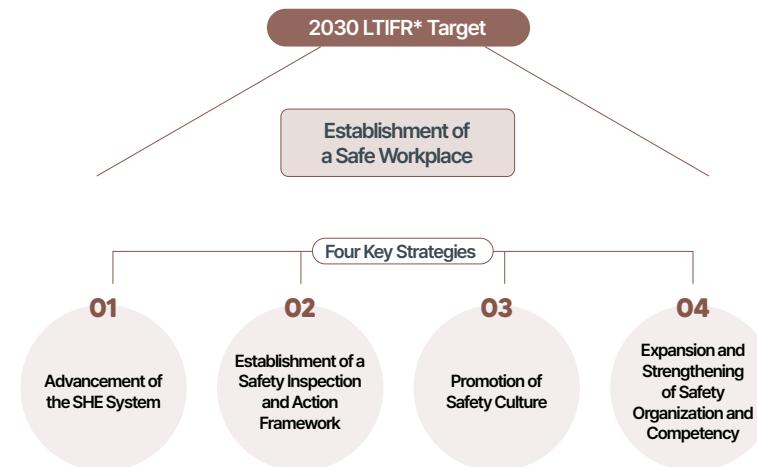 2030 LTIFR* Target
Establishment of
a Safe Workplace
Four Key Strategies
01
Advancement of
the SHE System
02
Establishment of a
Safety Inspection
and Action
Framework
03
Promotion of
Safety Culture
04
Expansion and
Strengthening
of Safety
Organization and
Competency